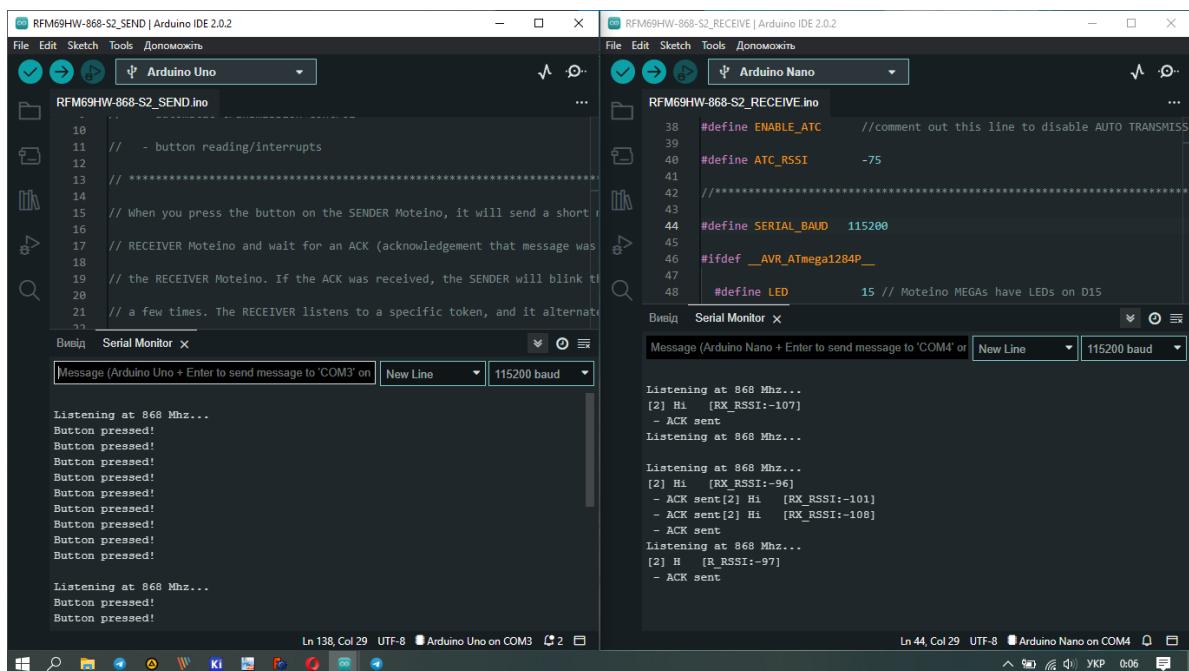 RFM69HW-868-S2_SEND | Arduino IDE 2.0.2
File Edit Sketch Tools Допоможіть
Arduino Uno
RFM69HW-868-S2_SEND.ino
10
11 // - button reading/interrupts
12
13 // **********************************************************************
14
15 // When you press the button on the SENDER Moteino, it will send a short
16
17 // RECEIVER Moteino and wait for an ACK (acknowledgement that message was
18
19 // the RECEIVER Moteino. If the ACK was received, the SENDER will blink
20
21 // a few times. The RECEIVER listens to a specific token, and it
22
Вивід Serial Monitor x
Message (Arduino Uno + Enter to send message to 'COM3' on
New Line
115200 baud
Listening at 868 Mhz...
Button pressed!
Button pressed!
Button pressed!
Button pressed!
Button pressed!
Button pressed!
Button pressed!
Button pressed!
Button pressed!
Listening at 868 Mhz...
Button pressed!
Button pressed!
Ln 138, Col 29 UTF-8 Arduino Uno on COM3 2
RFM69HW-868-S2_RECEIVE | Arduino IDE 2.0.2
File Edit Sketch Tools Допоможіть
Arduino Nano
RFM69HW-868-S2_RECEIVE.ino
38 #define ENABLE_ATC //comment out this line to disable AUTO TRANSMISS
39
40 #define ATC_RSSI -75
41
42 //**********************************************************************
43
44 #define SERIAL_BAUD 115200
45
46 #ifdef __AVR_ATmega1284P__
47
48 #define LED 15 // Moteino MEGAs have LEDs on D15
Вивід Serial Monitor x
Message (Arduino Nano + Enter to send message to 'COM4' or
New Line
115200 baud
Listening at 868 Mhz...
[2] Hi [RX_RSSI:-107]
- ACK sent
Listening at 868 Mhz...
Listening at 868 Mhz...
[2] Hi [RX_RSSI:-96]
- ACK sent[2] Hi [RX_RSSI:-101]
- ACK sent[2] Hi [RX_RSSI:-108]
- ACK sent
Listening at 868 Mhz...
[2] H [R_RSSI:-97]
- ACK sent
Ln 44, Col 29 UTF-8 Arduino Nano on COM4
Ki
УКР 0:06